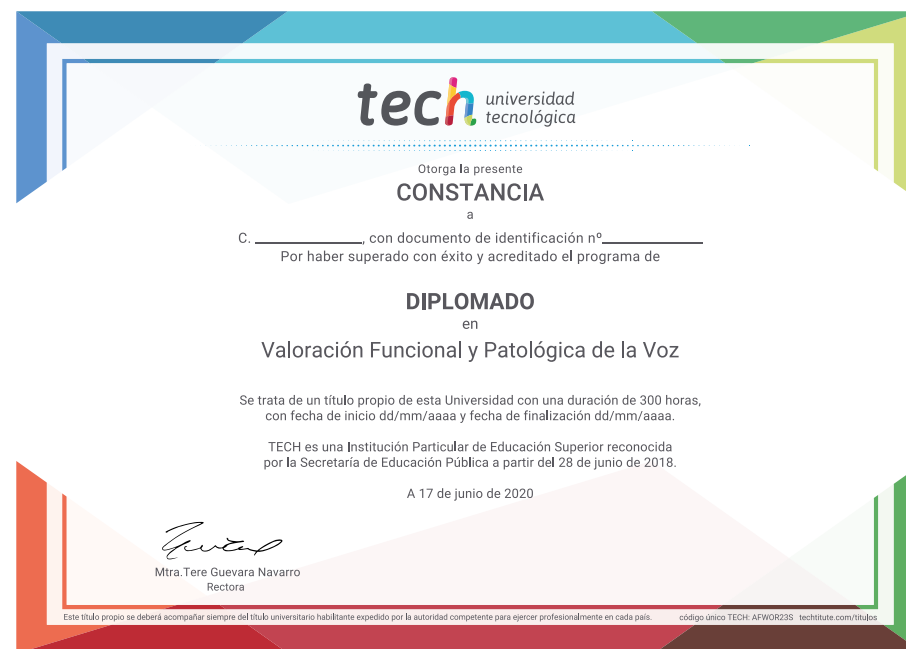 tech universidad
tecnológica
Otorga la presente
CONSTANCIA
a
C. ______________, con documento de identificación nº______________
Por haber superado con éxito y acreditado el programa de
DIPLOMADO
en
Valoración Funcional y Patológica de la Voz
Se trata de un título propio de esta Universidad con una duración de 300 horas,
con fecha de inicio dd/mm/aaaa y fecha de finalización dd/mm/aaaa.
TECH es una Institución Particular de Educación Superior reconocida
por la Secretaría de Educación Pública a partir del 28 de junio de 2018.
A 17 de junio de 2020
Mtra.Tere Guevara Navarro
Rectora
Este título propio se deberá acompañar siempre del título universitario habilitante expedido por la autoridad competente para ejercer profesionalmente en cada país. código único TECH: AFWOR23S techtitute.com/titulos